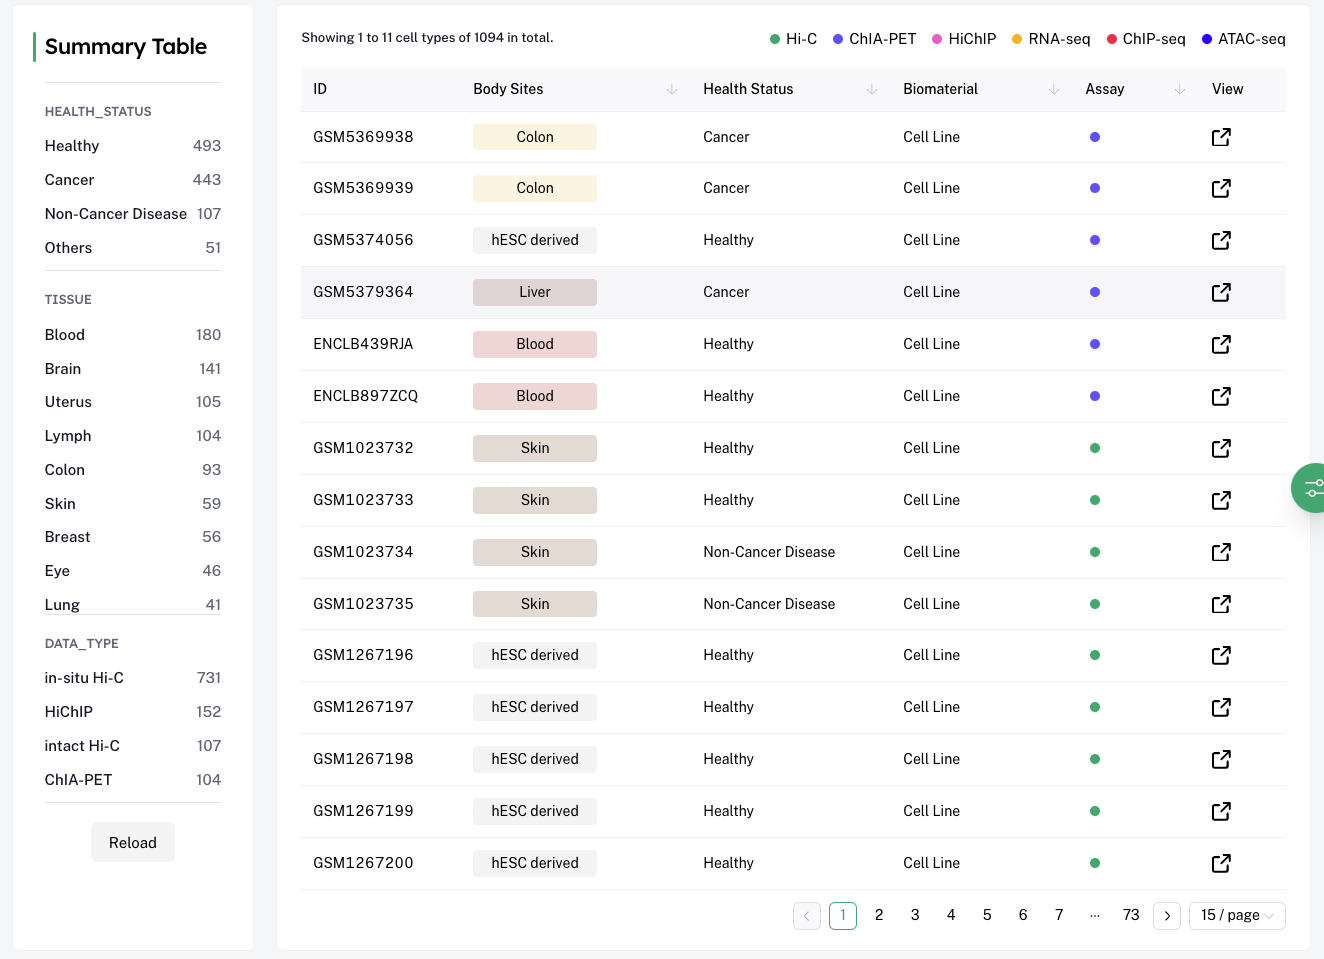 Summary Table
HEALTH_STATUS
Healthy 493
Cancer 443
Non-Cancer Disease 107
Others 51
TISSUE
Blood 180
Brain 141
Uterus 105
Lymph 104
Colon 93
Skin 59
Breast 56
Eye 46
Lung 41
DATA_TYPE
in-situ Hi-C 731
HiChIP 152
intact Hi-C 107
ChIA-PET 104
Reload
Showing 1 to 11 cell types of 1094 in total.
Hi-C ChIA-PET HiChIP RNA-seq ChIP-seq ATAC-seq
ID Body Sites Health Status Biomaterial Assay View
GSM5369938 Colon Cancer Cell Line
GSM5369939 Colon Cancer Cell Line
GSM5374056 hESC derived Healthy Cell Line
GSM5379364 Liver Cancer Cell Line
ENCLB439RJA Blood Healthy Cell Line
ENCLB897ZCQ Blood Healthy Cell Line
GSM1023732 Skin Healthy Cell Line
GSM1023733 Skin Healthy Cell Line
GSM1023734 Skin Non-Cancer Disease Cell Line
GSM1023735 Skin Non-Cancer Disease Cell Line
GSM1267196 hESC derived Healthy Cell Line
GSM1267197 hESC derived Healthy Cell Line
GSM1267198 hESC derived Healthy Cell Line
GSM1267199 hESC derived Healthy Cell Line
GSM1267200 hESC derived Healthy Cell Line
1 2 3 4 5 6 7 ··· 73 15 / page